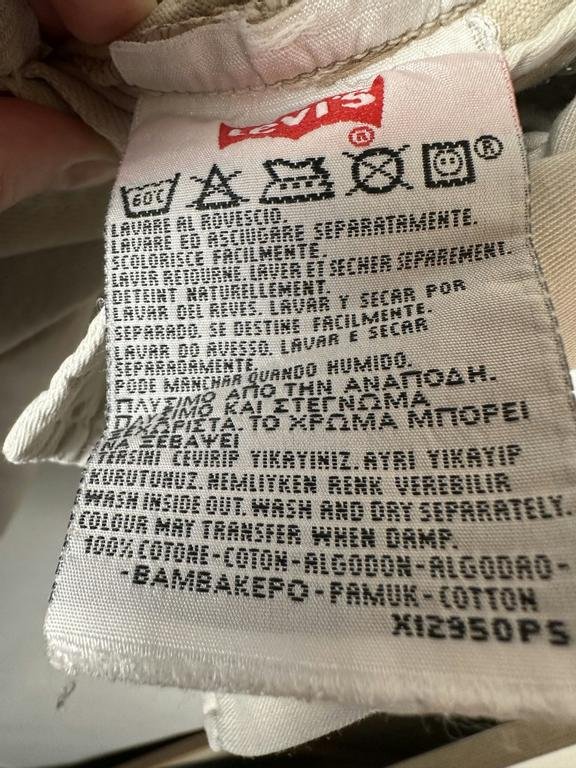 Levi's ®
60C ®
LAVARE AL ROVESCIO.
LAVARE ED ASCIUGARE SEPARATAMENTE.
SCOLORISCE FACILMENTE.
LAVER RETOURNE LAVER ET SECHER SEPAREMENT.
DETEINT NATURELLEMENT.
LAVAR DEL REVES. LAVAR Y SECAR POR
SEPARADO. SE DESTINE FACILMENTE.
LAVAR DO AVESSO. LAVAR E SECAR
SEPARADAMENTE
PODE MANCHAR QUANDO HUMIDO.
ΠΛΥΣΙΜΟ ΑΠΟ ΤΗΝ ΑΝΑΠΟΔΗ.
ΠΛΥΣΙΜΟ ΚΑΙ ΣΤΕΓΝΩΜΑ
ΞΕΧΩΡΙΣΤΑ. ΤΟ ΧΡΩΜΑ ΜΠΟΡΕΙ
ΝΑ ΞΕΒΑΨΕΙ
TERSINI CEVIRIP YIKAYINIZ. AYRI YIKAYIP
KURUTUNUZ. NEMLIYKEN RENK VEREBILIR
WASH INSIDE OUT. WASH AND DRY SEPARATELY.
COLOUR MAY TRANSFER WHEN DAMP.
100% COTONE-COTON-ALGODON-ALGODAO-
-ΒΑΜΒΑΚΕΡΟ-PAMUK-COTTON
X12950PS